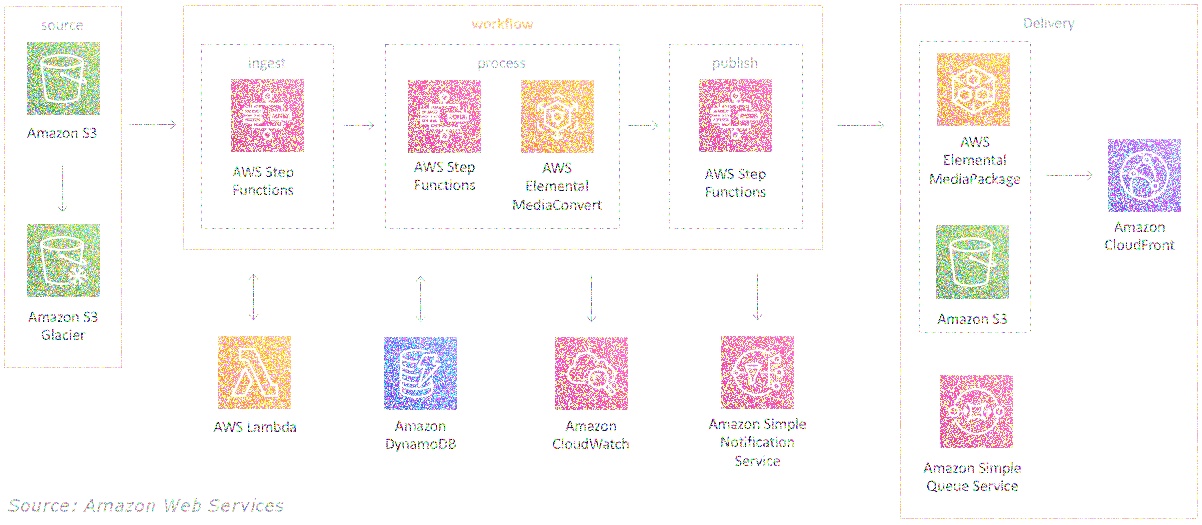 source
Amazon S3
Amazon S3
Glacier
workflow
ingest
AWS Step
Functions
process
AWS Step
Functions
AWS
Elemental
MediaConvert
publish
AWS Step
Functions
AWS Lambda
Amazon
DynamoDB
Amazon
CloudWatch
Amazon Simple
Notification
Service
Delivery
AWS
Elemental
MediaPackage
Amazon S3
Amazon
CloudFront
Amazon Simple
Queue Service
Source: Amazon Web Services